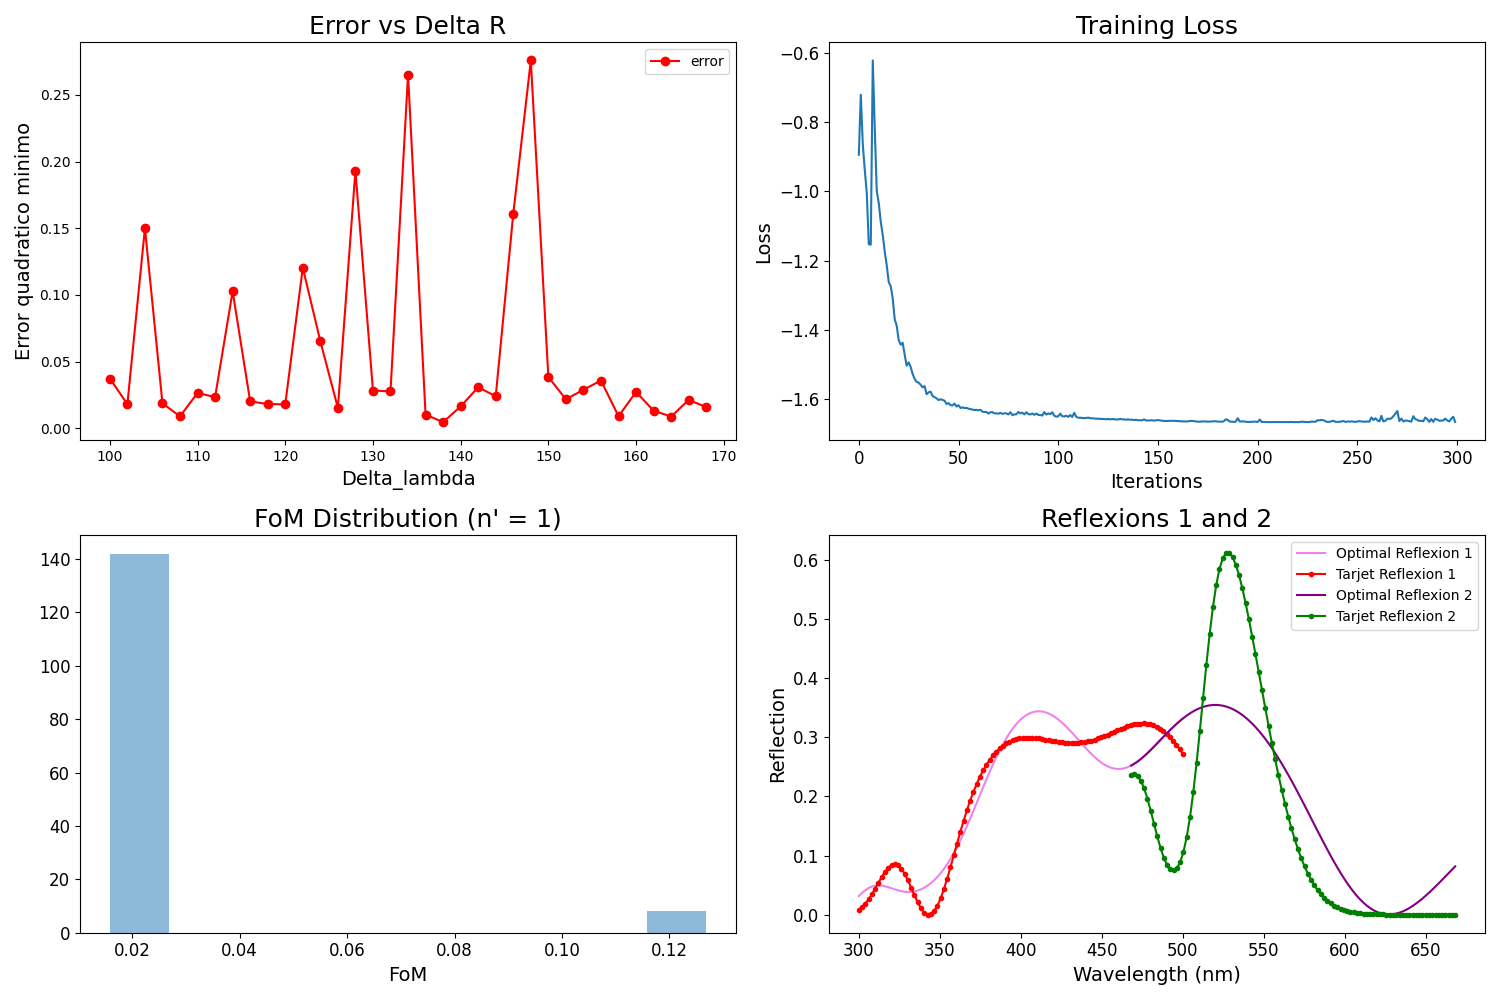 Error vs Delta R
error
Error quadratico minimo
0.25
0.20
0.15
0.10
0.05
0.00
100 110 120 130 140 150 160 170
Delta_lambda
Training Loss
Loss
−0.6
−0.8
−1.0
−1.2
−1.4
−1.6
0 50 100 150 200 250 300
Iterations
FoM Distribution (n' = 1)
140
120
100
80
60
40
20
0
0.02 0.04 0.06 0.08 0.10 0.12
FoM
Reflexions 1 and 2
Optimal Reflexion 1
Tarjet Reflexion 1
Optimal Reflexion 2
Tarjet Reflexion 2
Reflection
0.6
0.5
0.4
0.3
0.2
0.1
0.0
300 350 400 450 500 550 600 650
Wavelength (nm)